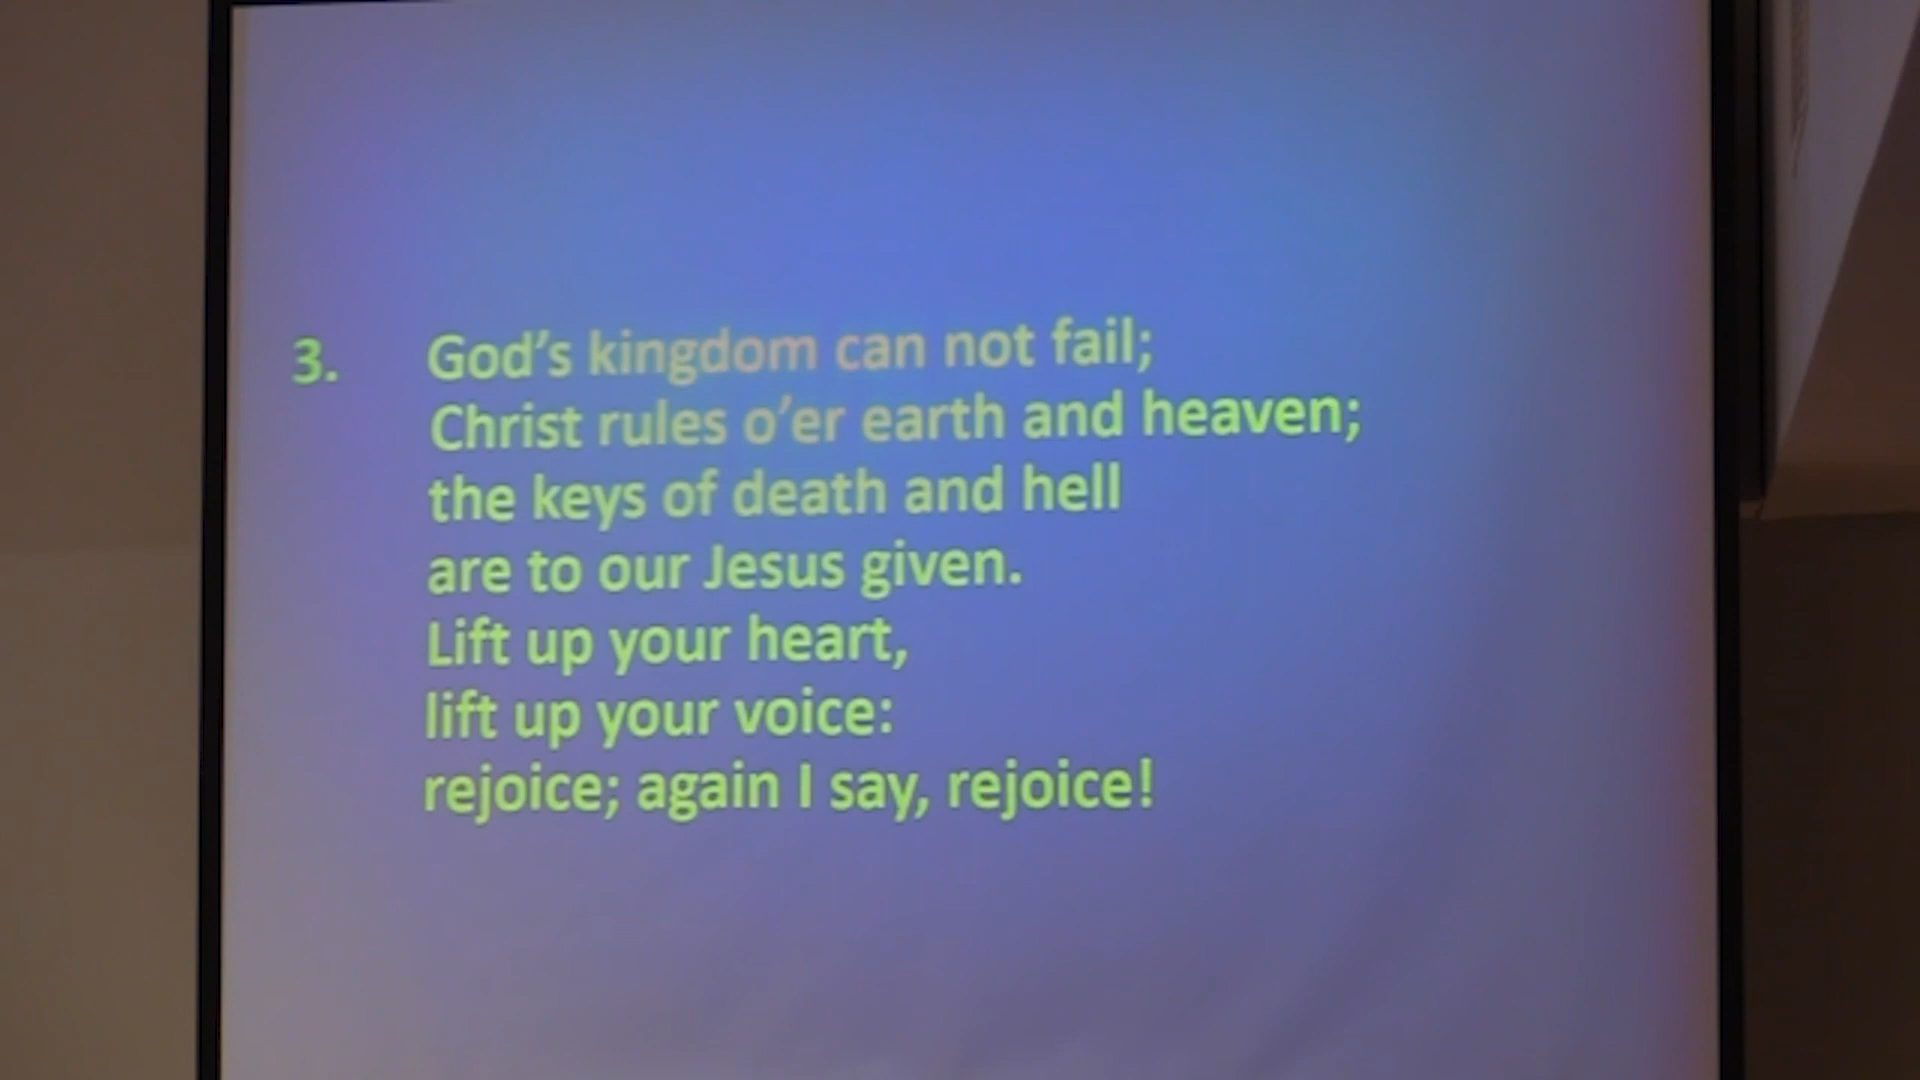 3. God's kingdom can not fail;
Christ rules o'er earth and heaven;
the keys of death and hell
are to our Jesus given.
Lift up your heart,
lift up your voice:
rejoice; again I say, rejoice!